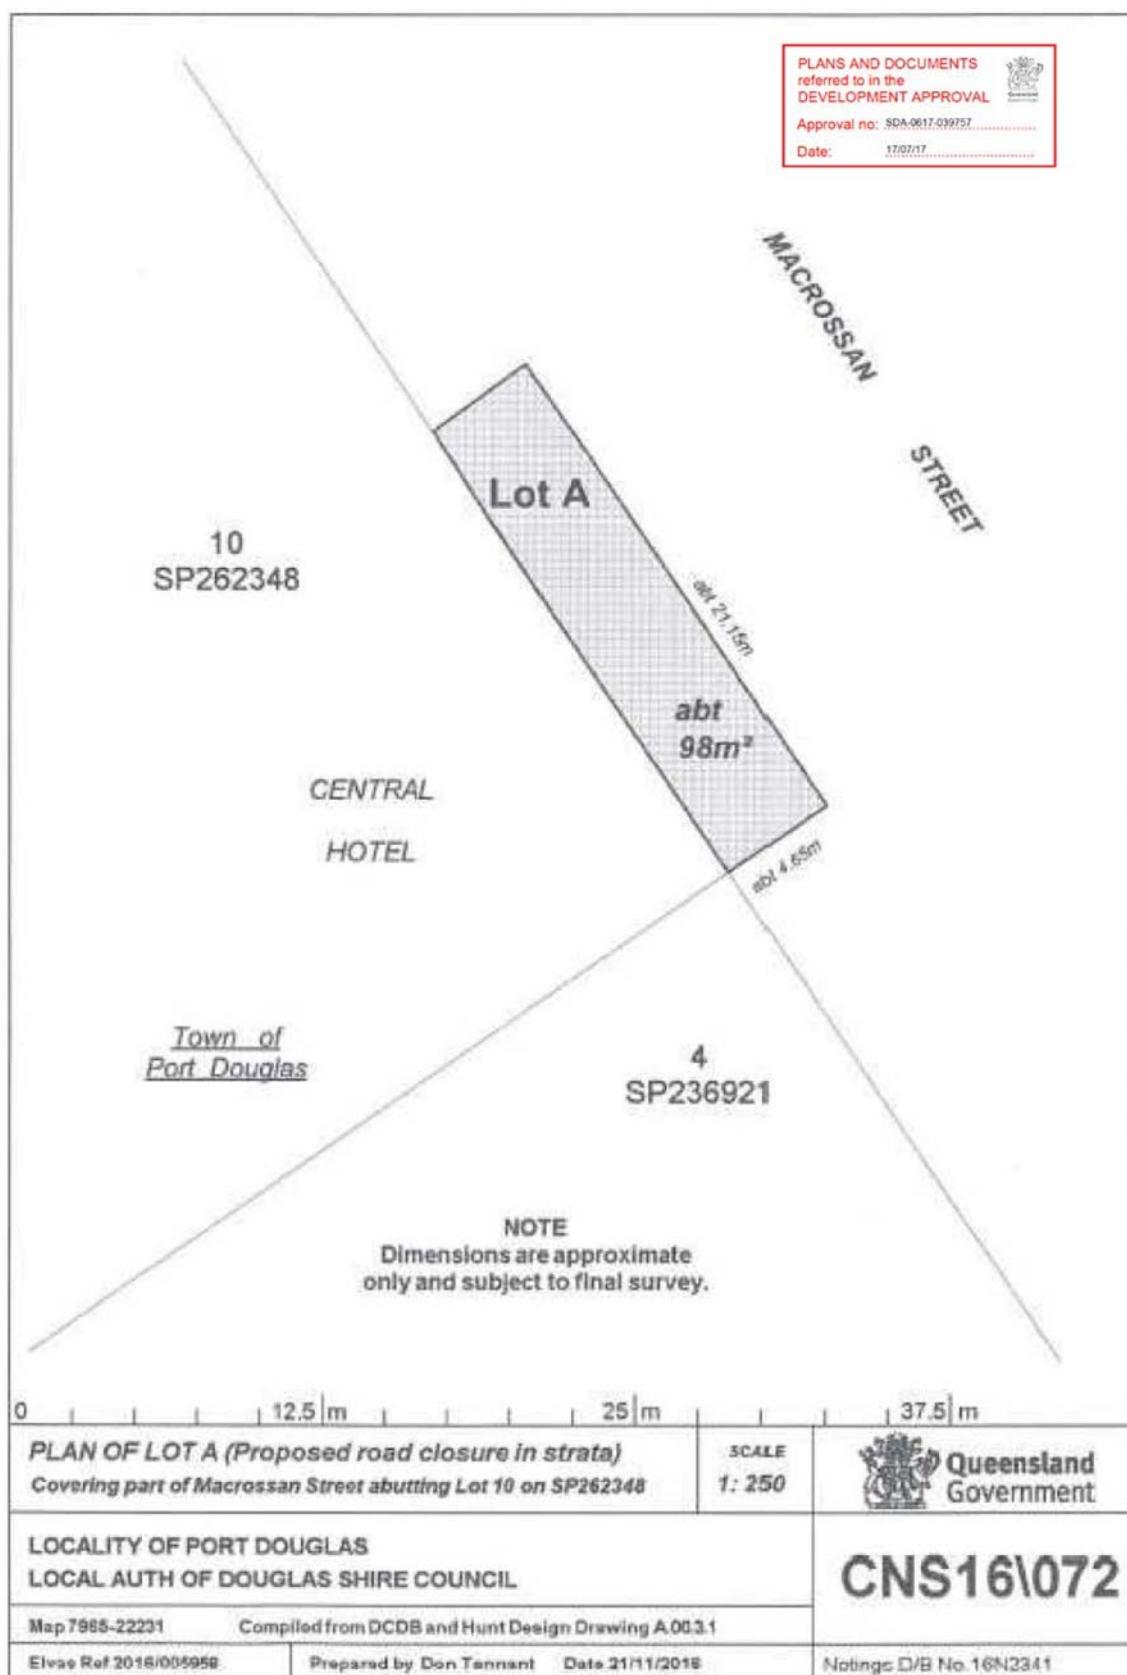 PLANS AND DOCUMENTS
referred to in the
DEVELOPMENT APPROVAL
Queensland
Approval no: SDA-0617-039757
Date: 17/07/17
MACROSSAN
STREET
Lot A
10
SP262348
abt 21.15m
abt
98m²
CENTRAL
HOTEL
abt 4.65m
Town of
Port Douglas
4
SP236921
NOTE
Dimensions are approximate
only and subject to final survey.
0 12.5 m 25 m 37.5 m
PLAN OF LOT A (Proposed road closure in strata)
Covering part of Macrossan Street abutting Lot 10 on SP262348
SCALE
1: 250
Queensland
Government
LOCALITY OF PORT DOUGLAS
LOCAL AUTH OF DOUGLAS SHIRE COUNCIL
CNS16\072
Map 7965-22231 Compiled from DCDB and Hunt Design Drawing A.00.3.1
Elvas Ref 2016/005958 Prepared by Don Tannant Date 21/11/2016
Notings D/B No. 16N2341